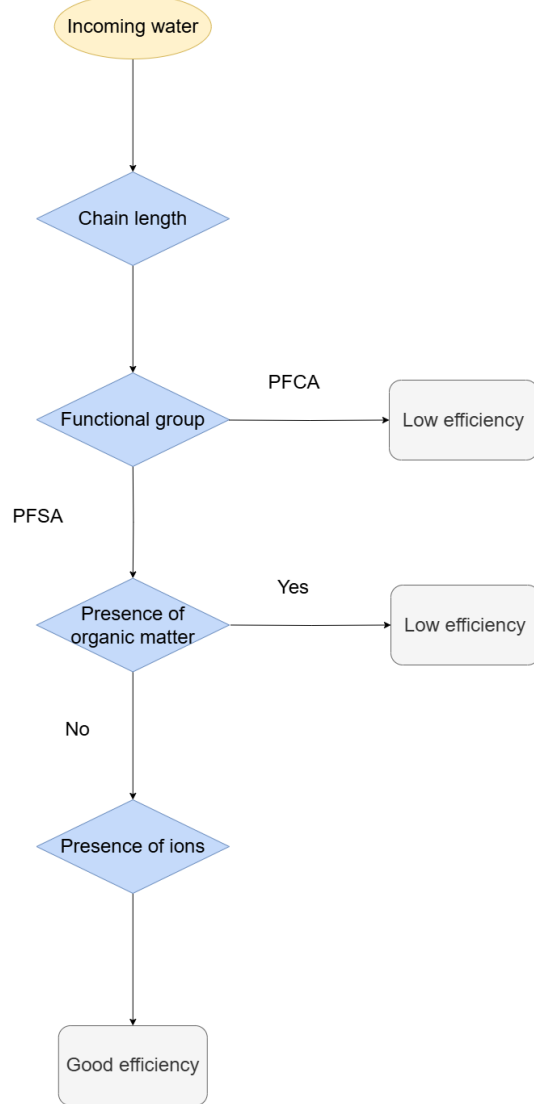 Incoming water
Chain length
PFCA
Functional group
Low efficiency
PFSA
Yes
Presence of
organic matter
Low efficiency
No
Presence of ions
Good efficiency